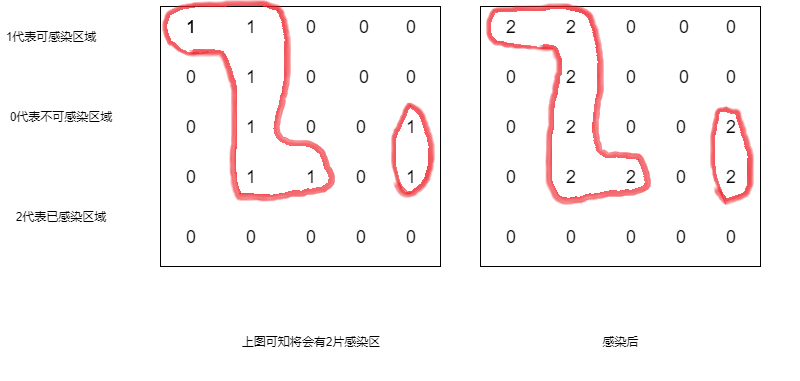 1代表可感染区域
0代表不可感染区域
2代表已感染区域
1 1 0 0 0
0 1 0 0 0
0 1 0 0 1
0 1 1 0 1
0 0 0 0 0
上图可知将会有2片感染区
2 2 0 0 0
0 2 0 0 0
0 2 0 0 2
0 2 2 0 2
0 0 0 0 0
感染后